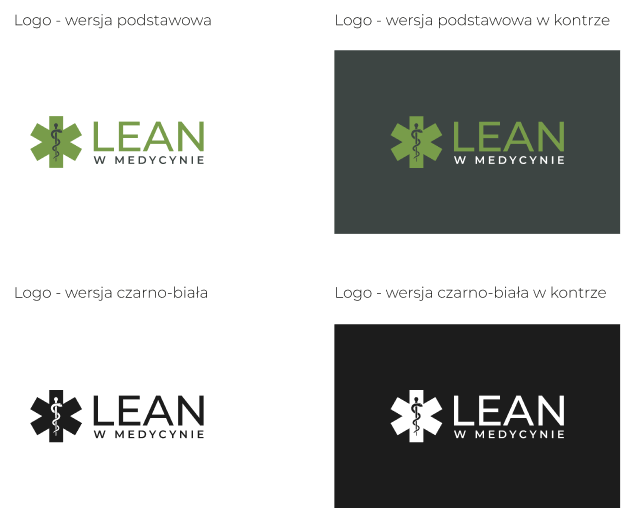 Logo - wersja podstawowa
LEAN
W MEDYCYNIE
Logo - wersja podstawowa w kontrze
LEAN
W MEDYCYNIE
Logo - wersja czarno-biała
LEAN
W MEDYCYNIE
Logo - wersja czarno-biała w kontrze
LEAN
W MEDYCYNIE